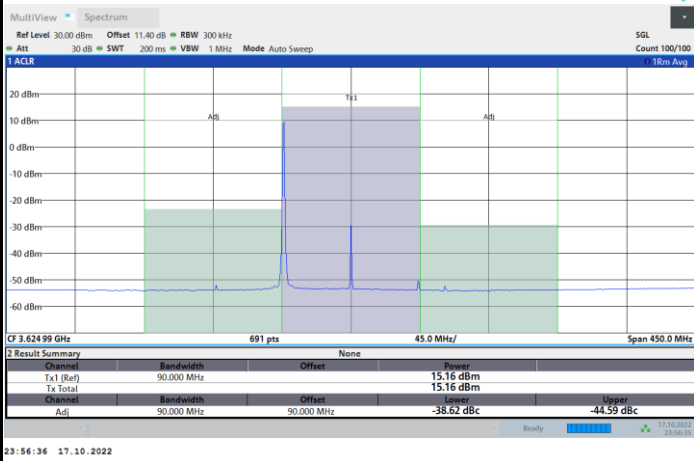 MultiView Spectrum
Ref Level 30.00 dBm Offset 11.40 dB RBW 300 kHz SGL
Att 30 dB SWT 200 ms VBW 1 MHz Mode Auto Sweep Count 100/100
1 ACLR 1Rm Avg
20 dBm
Tx1
10 dBm Adj Adj
0 dBm
-10 dBm
-20 dBm
-30 dBm
-40 dBm
-50 dBm
-60 dBm
CF 3.624 99 GHz 691 pts 45.0 MHz/ Span 450.0 MHz
2 Result Summary None
Channel Bandwidth Offset Power
Tx1 (Ref) 90.000 MHz 15.16 dBm
Tx Total 15.16 dBm
Channel Bandwidth Offset Lower Upper
Adj 90.000 MHz 90.000 MHz -38.62 dBc -44.59 dBc
Ready 17.10.2022
23:56:35
23:56:36 17.10.2022